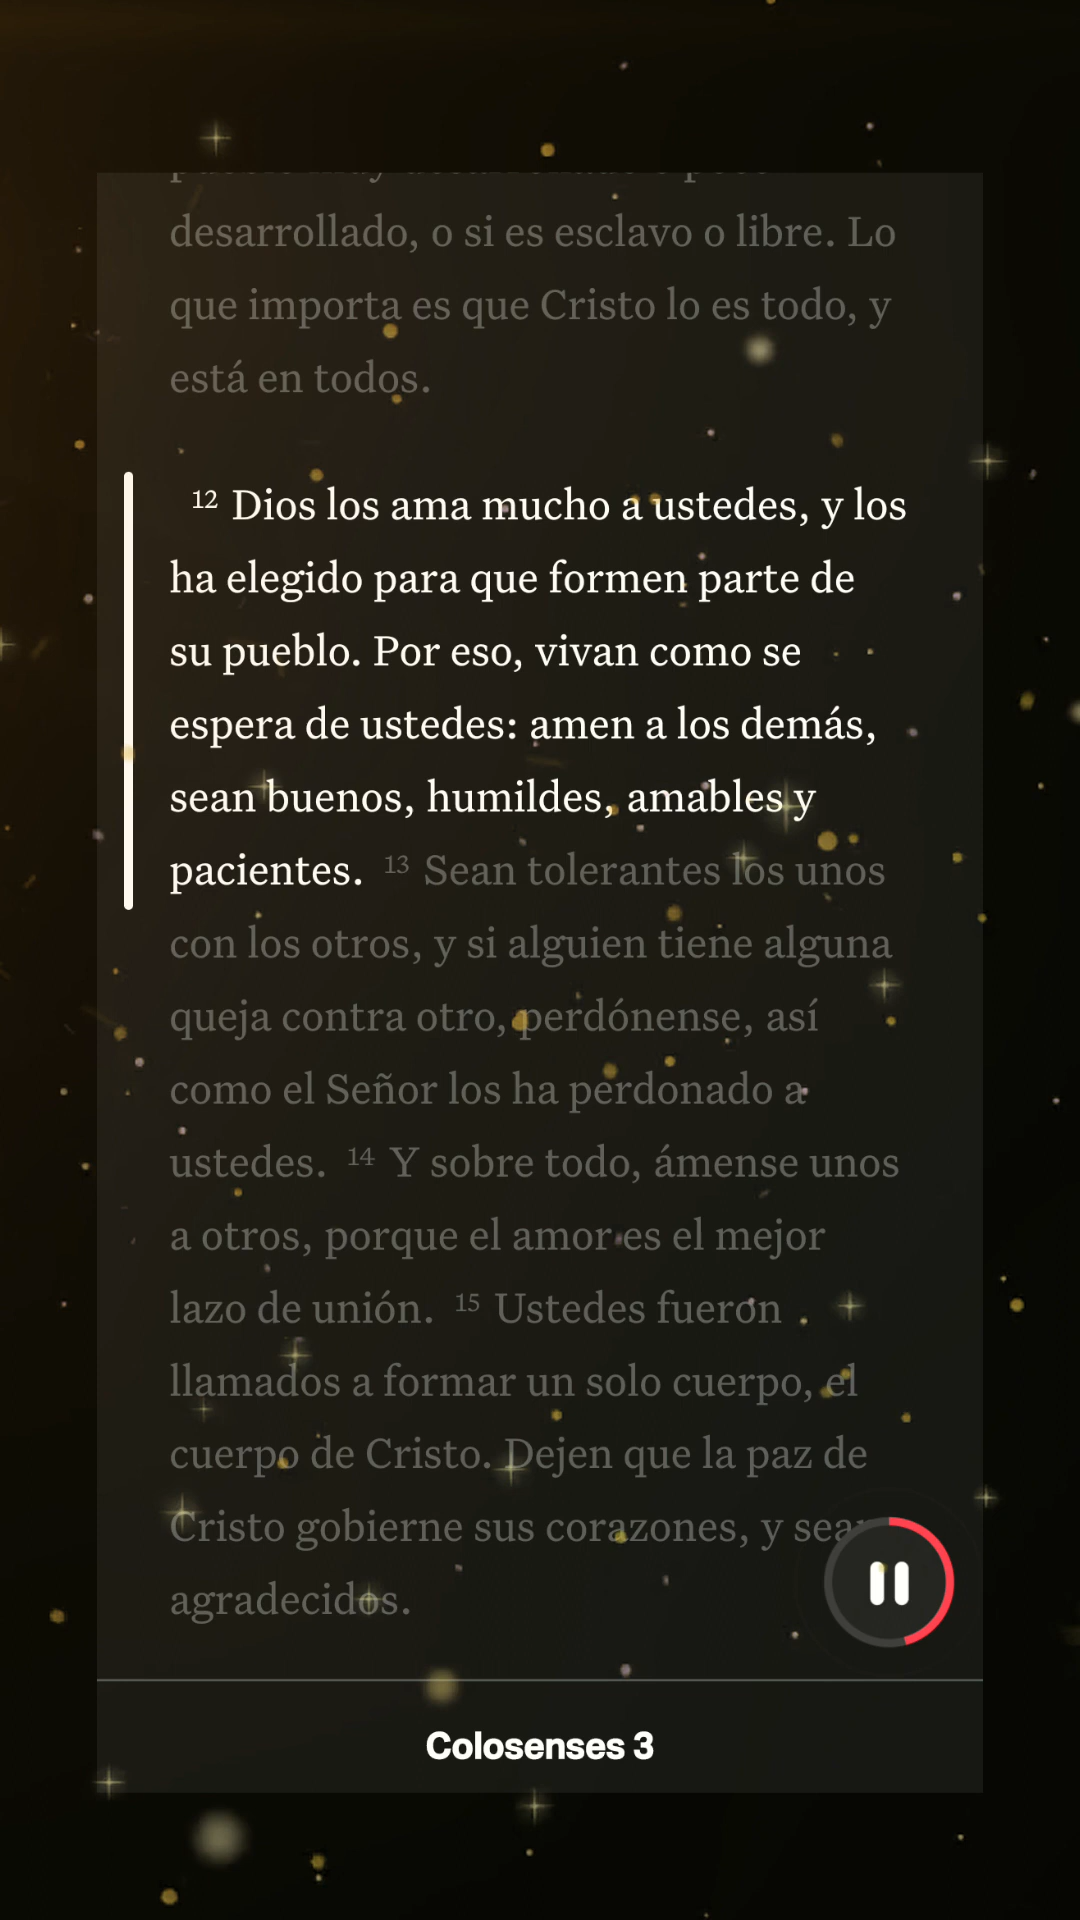 desarrollado, o si es esclavo o libre. Lo
que importa es que Cristo lo es todo, y
está en todos.
12 Dios los ama mucho a ustedes, y los
ha elegido para que formen parte de
su pueblo. Por eso, vivan como se
espera de ustedes: amen a los demás,
sean buenos, humildes, amables y
pacientes. 13 Sean tolerantes los unos
con los otros, y si alguien tiene alguna
queja contra otro, perdónense, así
como el Señor los ha perdonado a
ustedes. 14 Y sobre todo, ámense unos
a otros, porque el amor es el mejor
lazo de unión. 15 Ustedes fueron
llamados a formar un solo cuerpo, el
cuerpo de Cristo. Dejen que la paz de
Cristo gobierne sus corazones, y sean
agradecidos.
Colosenses 3